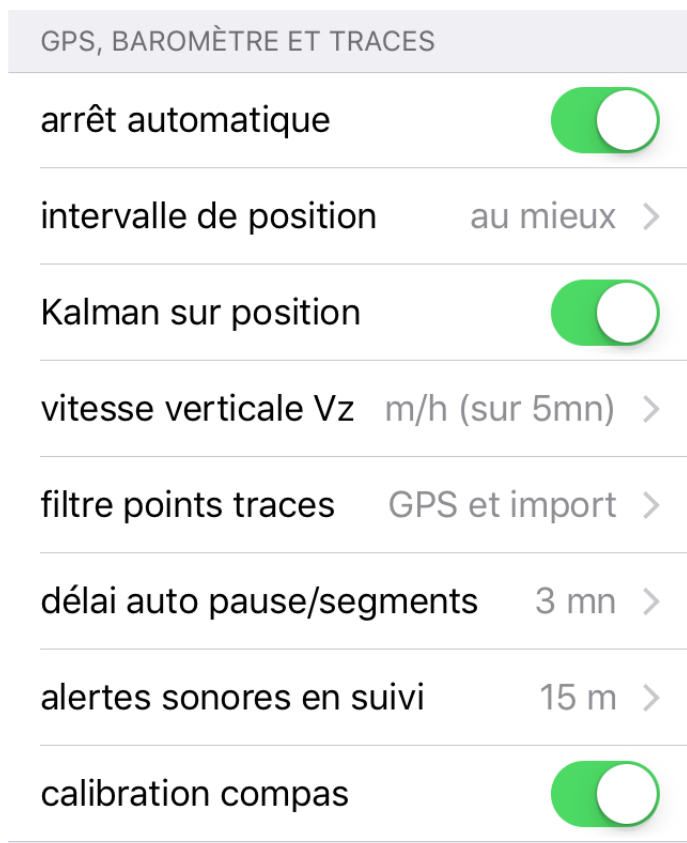 GPS, BAROMÈTRE ET TRACES
arrêt automatique
intervalle de position au mieux
Kalman sur position
vitesse verticale Vz m/h (sur 5mn)
filtre points traces GPS et import
délai auto pause/segments 3 mn
alertes sonores en suivi 15 m
calibration compas